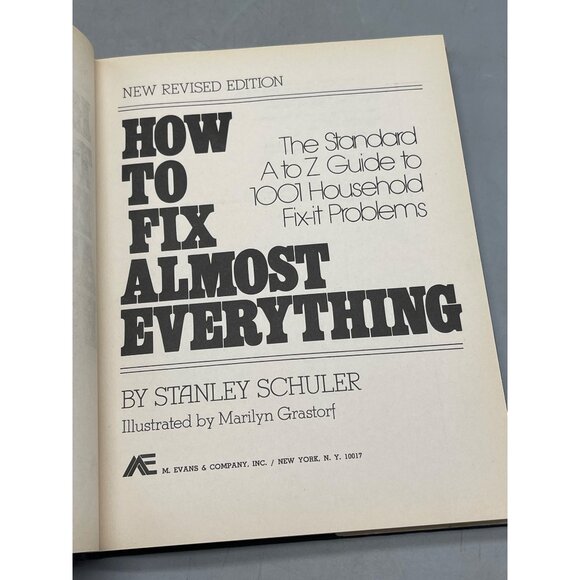 NEW REVISED EDITION
HOW
TO
FIX
ALMOST
EVERYTHING
The Standard
A to Z Guide to
1001 Household
Fix-it Problems
BY STANLEY SCHULER
Illustrated by Marilyn Grastorf
ME M. EVANS & COMPANY, INC. / NEW YORK, N. Y. 10017